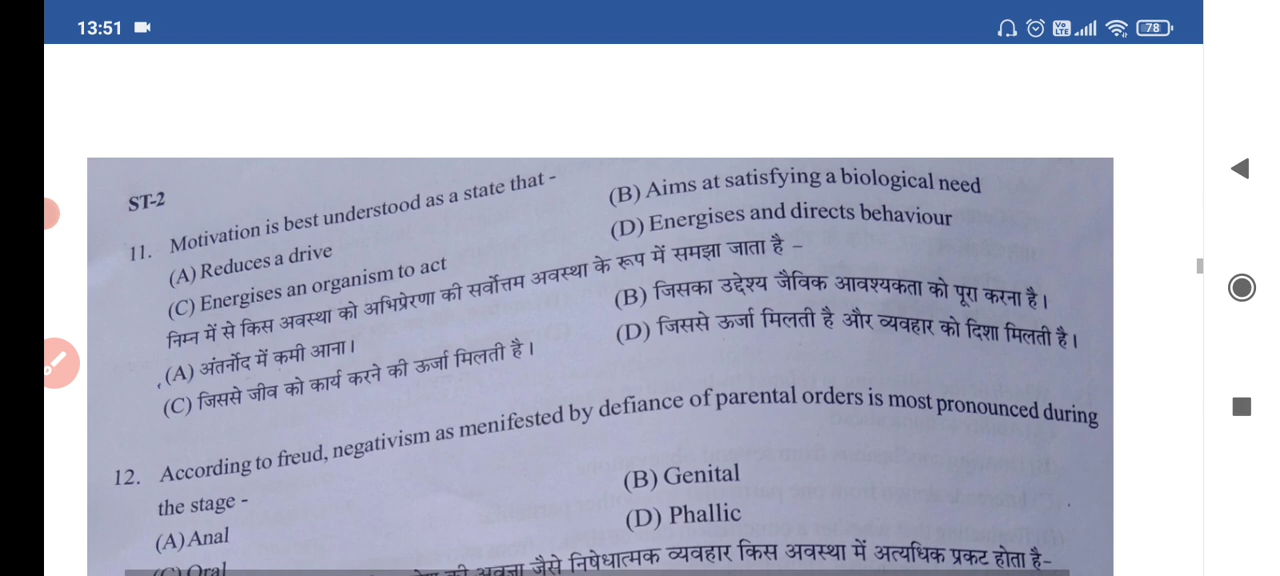 13:51
Vo LTE
78
ST-2
11. Motivation is best understood as a state that -
(A) Reduces a drive
(B) Aims at satisfying a biological need
(C) Energises an organism to act
(D) Energises and directs behaviour
निम्न में से किस अवस्था को अभिप्रेरणा की सर्वोत्तम अवस्था के रूप में समझा जाता है –
(A) अंतर्नोद में कमी आना।
(B) जिसका उद्देश्य जैविक आवश्यकता को पूरा करना है।
(C) जिससे जीव को कार्य करने की ऊर्जा मिलती है।
(D) जिससे ऊर्जा मिलती है और व्यवहार को दिशा मिलती है।
12. According to freud, negativism as menifested by defiance of parental orders is most pronounced during
the stage -
(A) Anal
(B) Genital
(C) Oral
(D) Phallic
की अवज्ञा जैसे निषेधात्मक व्यवहार किस अवस्था में अत्यधिक प्रकट होता है–